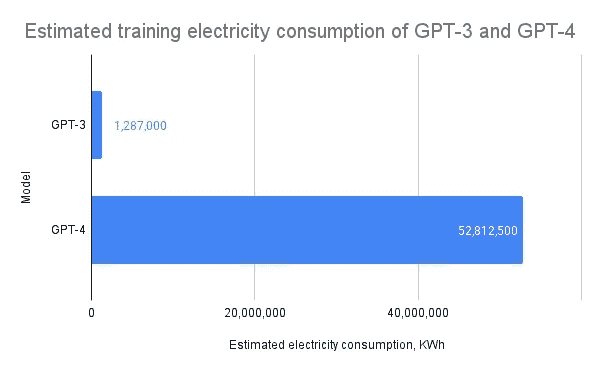 Estimated training electricity consumption of GPT-3 and GPT-4
Model
GPT-3
1,287,000
GPT-4
52,812,500
0
20,000,000
40,000,000
Estimated electricity consumption, KWh